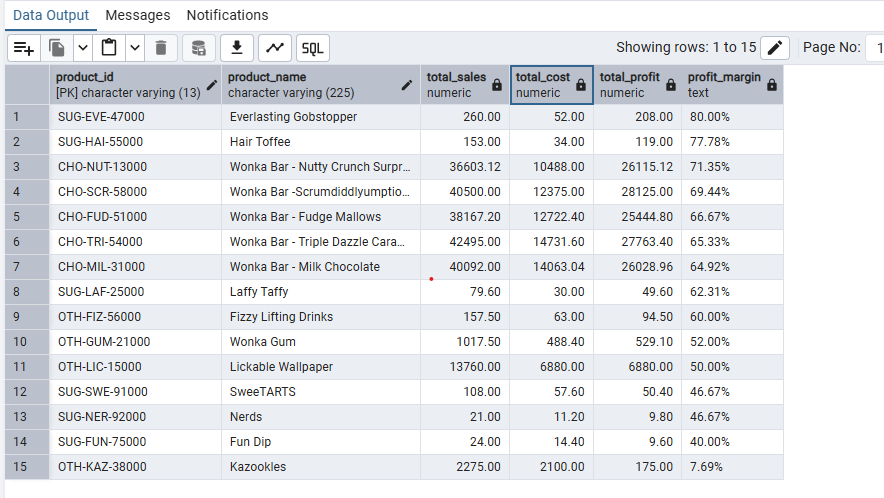 Data Output Messages Notifications
SQL Showing rows: 1 to 15 Page No: 1
product_id product_name total_sales total_cost total_profit profit_margin
[PK] character varying (13) character varying (225) numeric numeric numeric text
1 SUG-EVE-47000 Everlasting Gobstopper 260.00 52.00 208.00 80.00%
2 SUG-HAI-55000 Hair Toffee 153.00 34.00 119.00 77.78%
3 CHO-NUT-13000 Wonka Bar - Nutty Crunch Surpr... 36603.12 10488.00 26115.12 71.35%
4 CHO-SCR-58000 Wonka Bar -Scrumdiddlyumptio... 40500.00 12375.00 28125.00 69.44%
5 CHO-FUD-51000 Wonka Bar - Fudge Mallows 38167.20 12722.40 25444.80 66.67%
6 CHO-TRI-54000 Wonka Bar - Triple Dazzle Cara... 42495.00 14731.60 27763.40 65.33%
7 CHO-MIL-31000 Wonka Bar - Milk Chocolate 40092.00 14063.04 26028.96 64.92%
8 SUG-LAF-25000 Laffy Taffy 79.60 30.00 49.60 62.31%
9 OTH-FIZ-56000 Fizzy Lifting Drinks 157.50 63.00 94.50 60.00%
10 OTH-GUM-21000 Wonka Gum 1017.50 488.40 529.10 52.00%
11 OTH-LIC-15000 Lickable Wallpaper 13760.00 6880.00 6880.00 50.00%
12 SUG-SWE-91000 SweeTARTS 108.00 57.60 50.40 46.67%
13 SUG-NER-92000 Nerds 21.00 11.20 9.80 46.67%
14 SUG-FUN-75000 Fun Dip 24.00 14.40 9.60 40.00%
15 OTH-KAZ-38000 Kazookles 2275.00 2100.00 175.00 7.69%